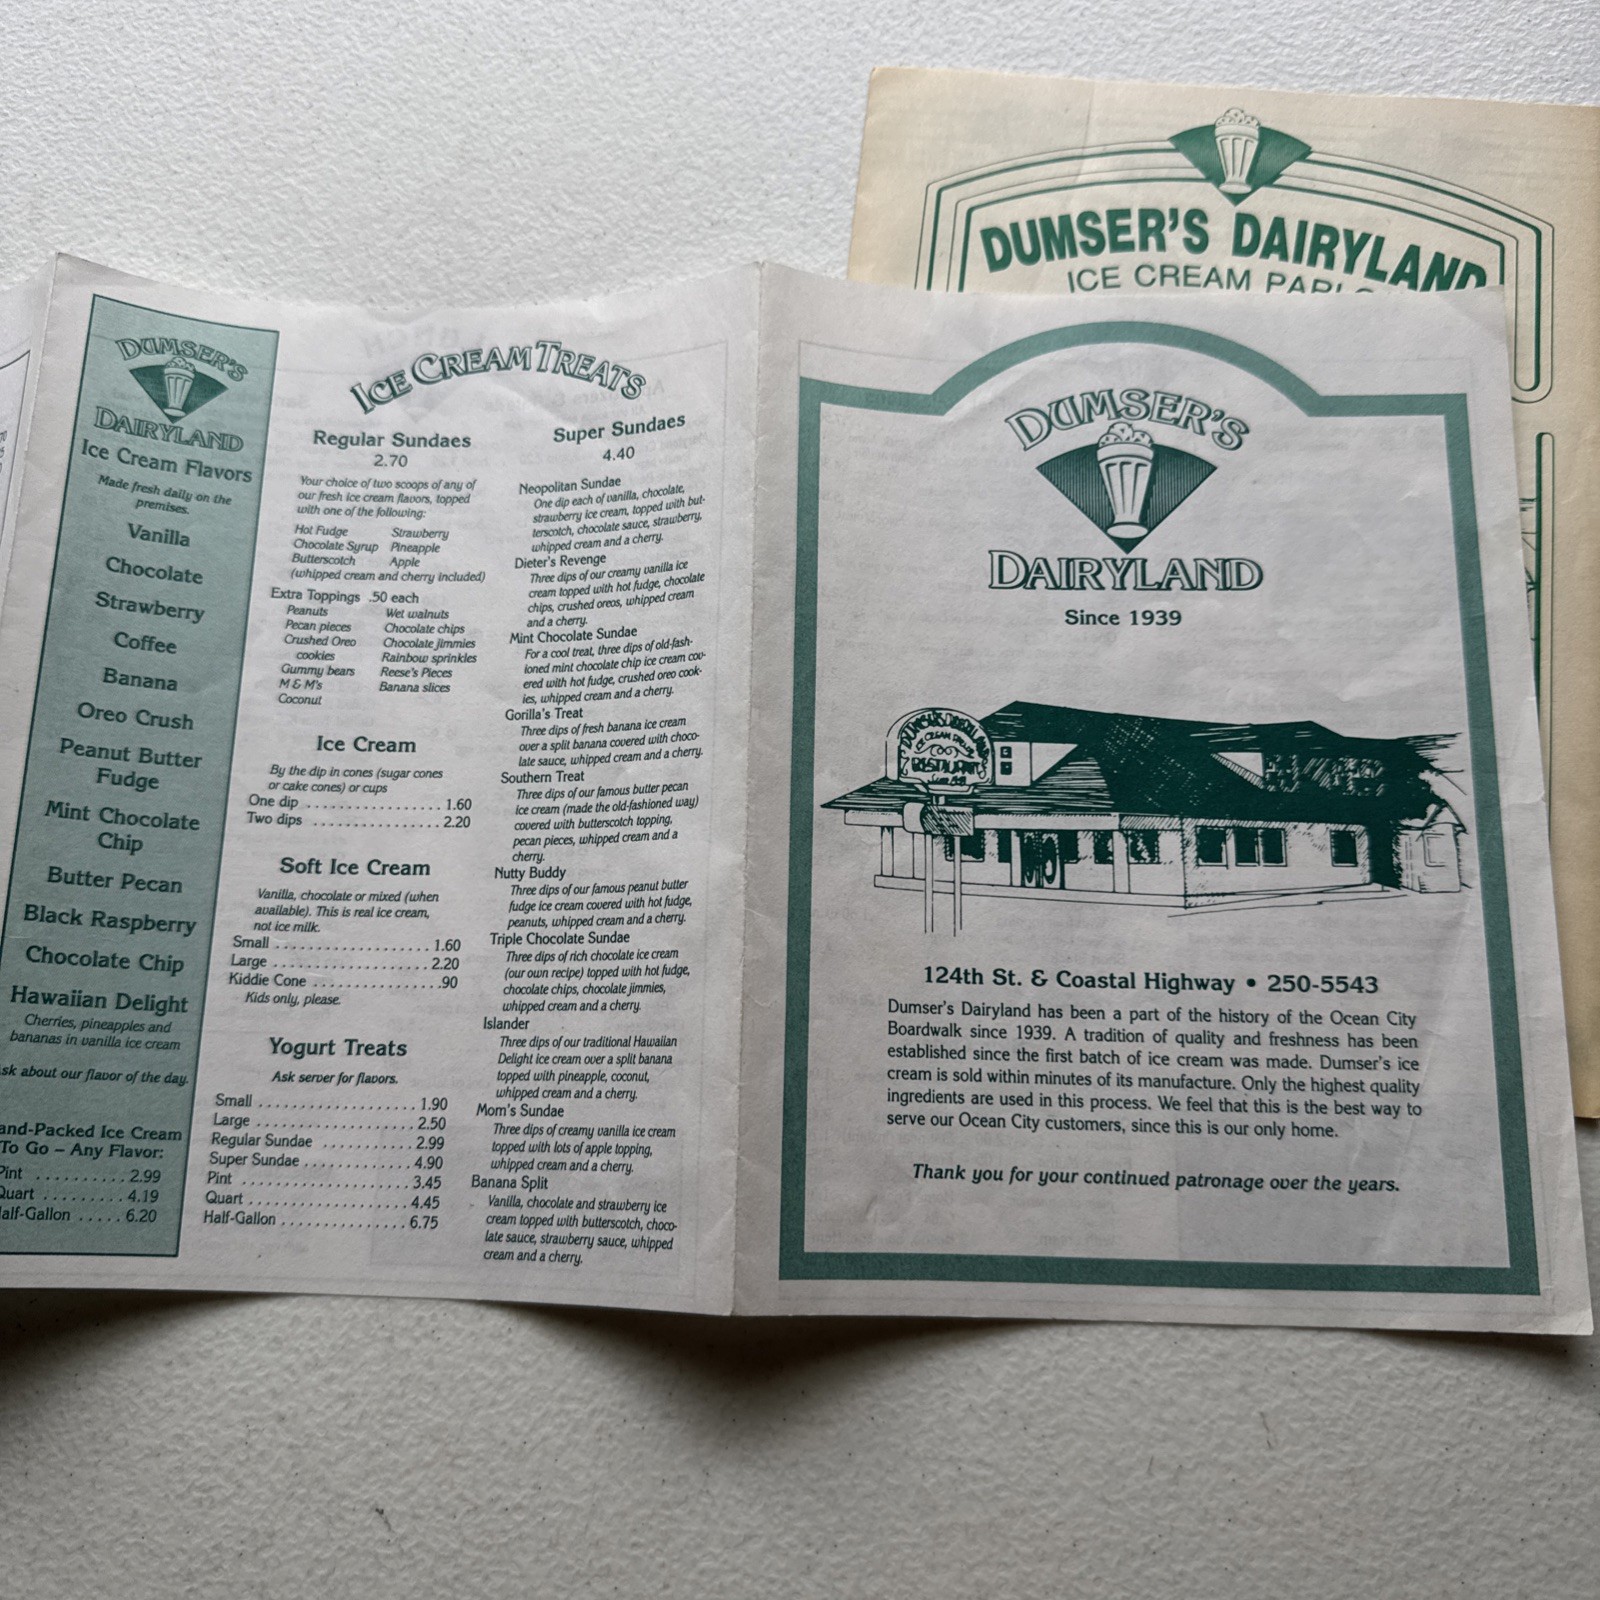 DUMSER'S
DAIRYLAND
Ice Cream Flavors
Made fresh daily on the
premises.
Vanilla
Chocolate
Strawberry
Coffee
Banana
Oreo Crush
Peanut Butter
Fudge
Mint Chocolate
Chip
Butter Pecan
Black Raspberry
Chocolate Chip
Hawaiian Delight
Cherries, pineapples and
bananas in vanilla ice cream
sk about our flavor of the day.
and-Packed Ice Cream
To Go – Any Flavor:
Pint .......... 2.99
Quart ......... 4.19
alf-Gallon ..... 6.20
ICE CREAM TREATS
Regular Sundaes
2.70
Your choice of two scoops of any of
our fresh ice cream flavors, topped
with one of the following:
Hot Fudge Strawberry
Chocolate Syrup Pineapple
Butterscotch Apple
(whipped cream and cherry included)
Extra Toppings .50 each
Peanuts Wet walnuts
Pecan pieces Chocolate chips
Crushed Oreo Chocolate jimmies
cookies Rainbow sprinkles
Gummy bears Reese's Pieces
M & M's Banana slices
Coconut
Ice Cream
By the dip in cones (sugar cones
or cake cones) or cups
One dip ................. 1.60
Two dips ................ 2.20
Soft Ice Cream
Vanilla, chocolate or mixed (when
available). This is real ice cream,
not ice milk.
Small ................... 1.60
Large ................... 2.20
Kiddie Cone ............... .90
Kids only, please.
Yogurt Treats
Ask server for flavors.
Small ................... 1.90
Large ................... 2.50
Regular Sundae .......... 2.99
Super Sundae ............ 4.90
Pint .................... 3.45
Quart ................... 4.45
Half-Gallon ............. 6.75
Super Sundaes
4.40
Neopolitan Sundae
One dip each of vanilla, chocolate,
strawberry ice cream, topped with but-
terscotch, chocolate sauce, strawberry,
whipped cream and a cherry.
Dieter's Revenge
Three dips of our creamy vanilla ice
cream topped with hot fudge, chocolate
chips, crushed oreos, whipped cream
and a cherry.
Mint Chocolate Sundae
For a cool treat, three dips of old-fash-
ioned mint chocolate chip ice cream cov-
ered with hot fudge, crushed oreo cook-
ies, whipped cream and a cherry.
Gorilla's Treat
Three dips of fresh banana ice cream
over a split banana covered with choco-
late sauce, whipped cream and a cherry.
Southern Treat
Three dips of our famous butter pecan
ice cream (made the old-fashioned way)
covered with butterscotch topping,
pecan pieces, whipped cream and a
cherry.
Nutty Buddy
Three dips of our famous peanut butter
fudge ice cream covered with hot fudge,
peanuts, whipped cream and a cherry.
Triple Chocolate Sundae
Three dips of rich chocolate ice cream
(our own recipe) topped with hot fudge,
chocolate chips, chocolate jimmies,
whipped cream and a cherry.
Islander
Three dips of our traditional Hawaiian
Delight ice cream over a split banana
topped with pineapple, coconut,
whipped cream and a cherry.
Mom's Sundae
Three dips of creamy vanilla ice cream
topped with lots of apple topping,
whipped cream and a cherry.
Banana Split
Vanilla, chocolate and strawberry ice
cream topped with butterscotch, choco-
late sauce, strawberry sauce, whipped
cream and a cherry.
DUMSER'S DAIRYLAND
ICE CREAM PARLO
DUMSER'S
DAIRYLAND
Since 1939
DUMSER'S DAIRYLAND
ICE CREAM PARLOR
RESTAURANT
124th St. & Coastal Highway • 250-5543
Dumser's Dairyland has been a part of the history of the Ocean City
Boardwalk since 1939. A tradition of quality and freshness has been
established since the first batch of ice cream was made. Dumser's ice
cream is sold within minutes of its manufacture. Only the highest quality
ingredients are used in this process. We feel that this is the best way to
serve our Ocean City customers, since this is our only home.
Thank you for your continued patronage over the years.